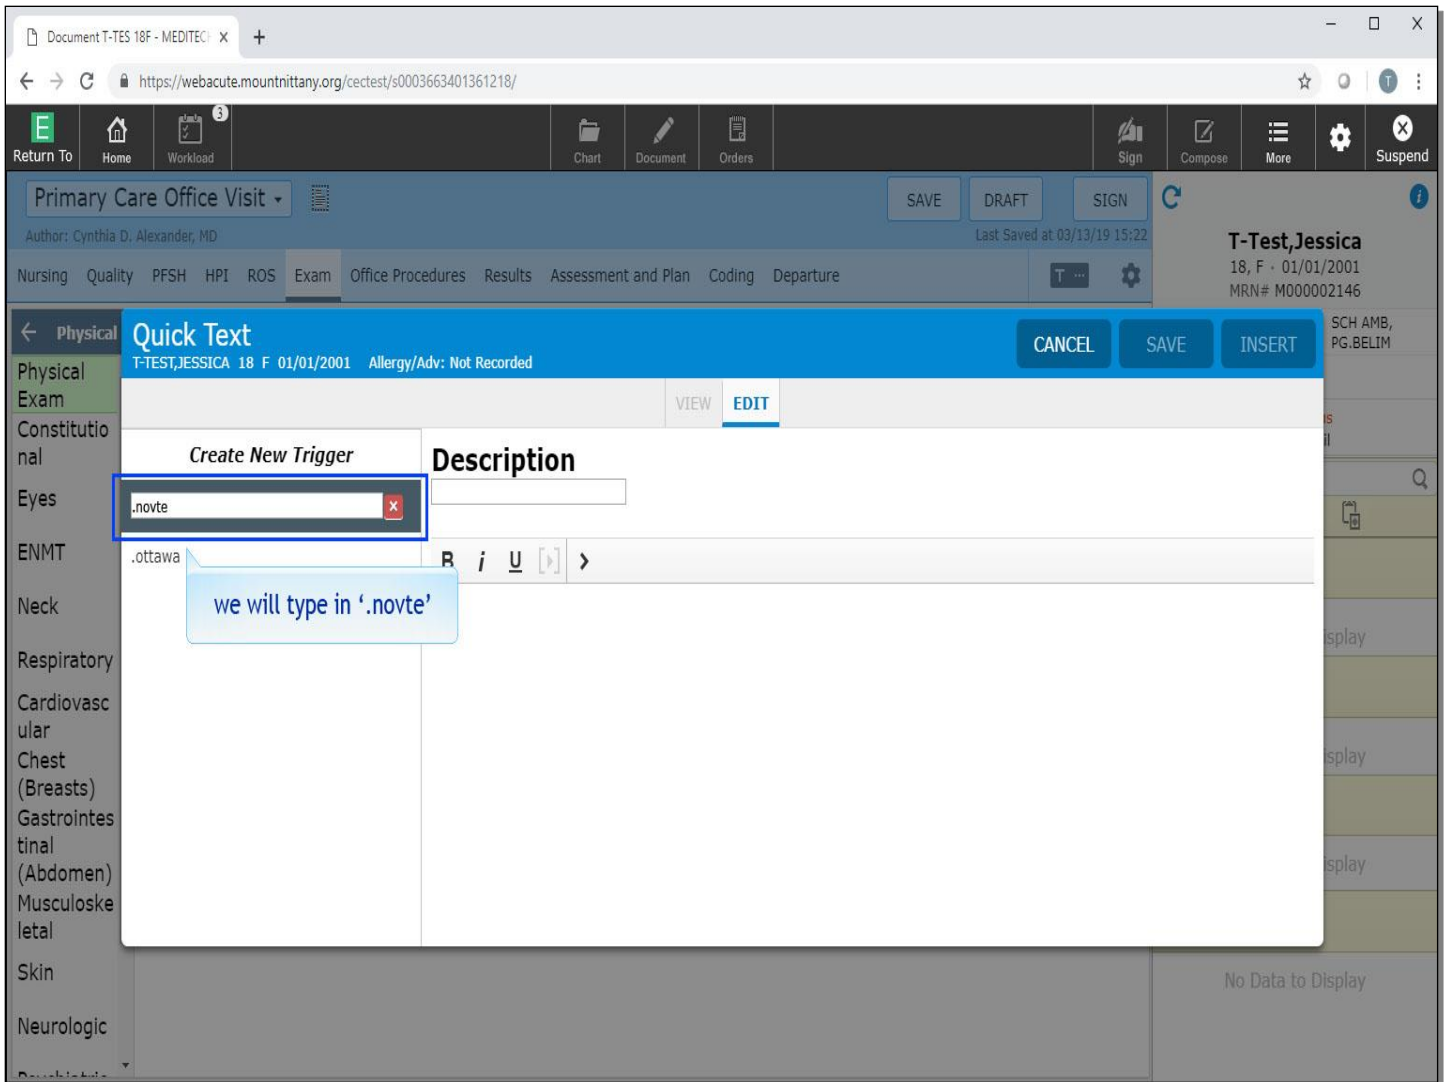 Document T-TES 18F - MEDITEC
https://webacute.mountnittany.org/cectest/s0003663401361218/
T
E
Return To
Home
3
Workload
Chart
Document
Orders
Sign
Compose
More
Suspend
Primary Care Office Visit
SAVE
DRAFT
SIGN
Author: Cynthia D. Alexander, MD
Last Saved at 03/13/19 15:22
Nursing Quality PFSH HPI ROS Exam Office Procedures Results Assessment and Plan Coding Departure
T ...
T-Test,Jessica
18, F · 01/01/2001
MRN# M000002146
SCH AMB,
PG.BELIM
Physical
Physical
Exam
Constitutio
nal
Eyes
ENMT
Neck
Respiratory
Cardiovasc
ular
Chest
(Breasts)
Gastrointes
tinal
(Abdomen)
Musculoske
letal
Skin
Neurologic
Quick Text
T-TEST,JESSICA 18 F 01/01/2001 Allergy/Adv: Not Recorded
CANCEL
SAVE
INSERT
VIEW
EDIT
Create New Trigger
.novte
.ottawa
we will type in ‘.novte’
Description
B i U
isplay
isplay
isplay
No Data to Display